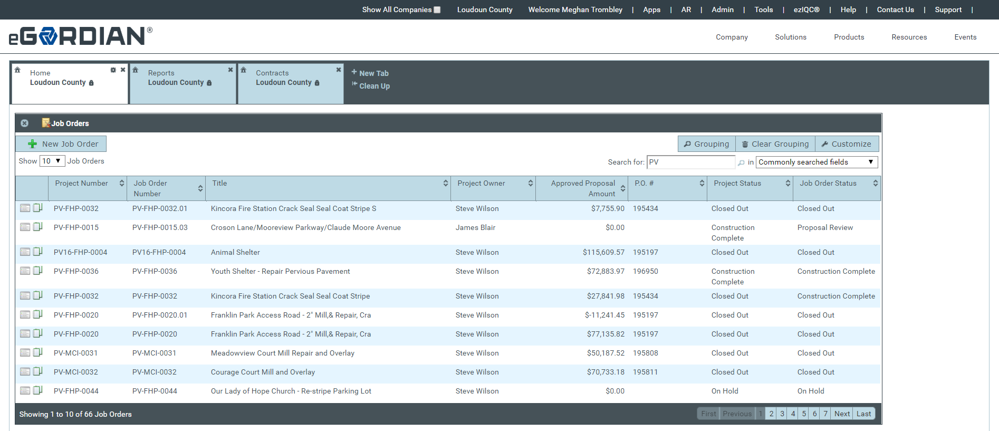 Show All Companies Loudoun County Welcome Meghan Trombley | Apps | AR | Admin | Tools | ezIQC® | Help | Contact Us | Support |
eGORDIAN®
Company Solutions Products Resources Events
Home
Loudoun County
Reports
Loudoun County
Contracts
Loudoun County
New Tab
Clean Up
Job Orders
New Job Order
Grouping Clear Grouping Customize
Show 10 Job Orders
Search for: PV in Commonly searched fields
Project Number Job Order Number Title Project Owner Approved Proposal Amount P.O. # Project Status Job Order Status
PV-FHP-0032 PV-FHP-0032.01 Kincora Fire Station Crack Seal Seal Coat Stripe S Steve Wilson $7,755.90 195434 Closed Out Closed Out
PV-FHP-0015 PV-FHP-0015.03 Croson Lane/Mooreview Parkway/Claude Moore Avenue James Blair $0.00 Construction Complete Proposal Review
PV16-FHP-0004 PV16-FHP-0004 Animal Shelter Steve Wilson $115,609.57 195197 Closed Out Closed Out
PV-FHP-0036 PV-FHP-0036 Youth Shelter - Repair Pervious Pavement Steve Wilson $72,883.97 196950 Construction Complete Construction Complete
PV-FHP-0032 PV-FHP-0032 Kincora Fire Station Crack Seal Seal Coat Stripe Steve Wilson $27,841.98 195434 Closed Out Construction Complete
PV-FHP-0020 PV-FHP-0020.01 Franklin Park Access Road - 2" Mill,& Repair, Cra Steve Wilson $-11,241.45 195197 Closed Out Closed Out
PV-FHP-0020 PV-FHP-0020 Franklin Park Access Road - 2" Mill,& Repair, Cra Steve Wilson $77,135.82 195197 Closed Out Closed Out
PV-MCI-0031 PV-MCI-0031 Meadowview Court Mill Repair and Overlay Steve Wilson $50,187.52 195808 Closed Out Closed Out
PV-MCI-0032 PV-MCI-0032 Courage Court Mill and Overlay Steve Wilson $70,733.18 195811 Closed Out Closed Out
PV-FHP-0044 PV-FHP-0044 Our Lady of Hope Church - Re-stripe Parking Lot Steve Wilson $0.00 On Hold On Hold
Showing 1 to 10 of 66 Job Orders
First Previous 1 2 3 4 5 6 7 Next Last